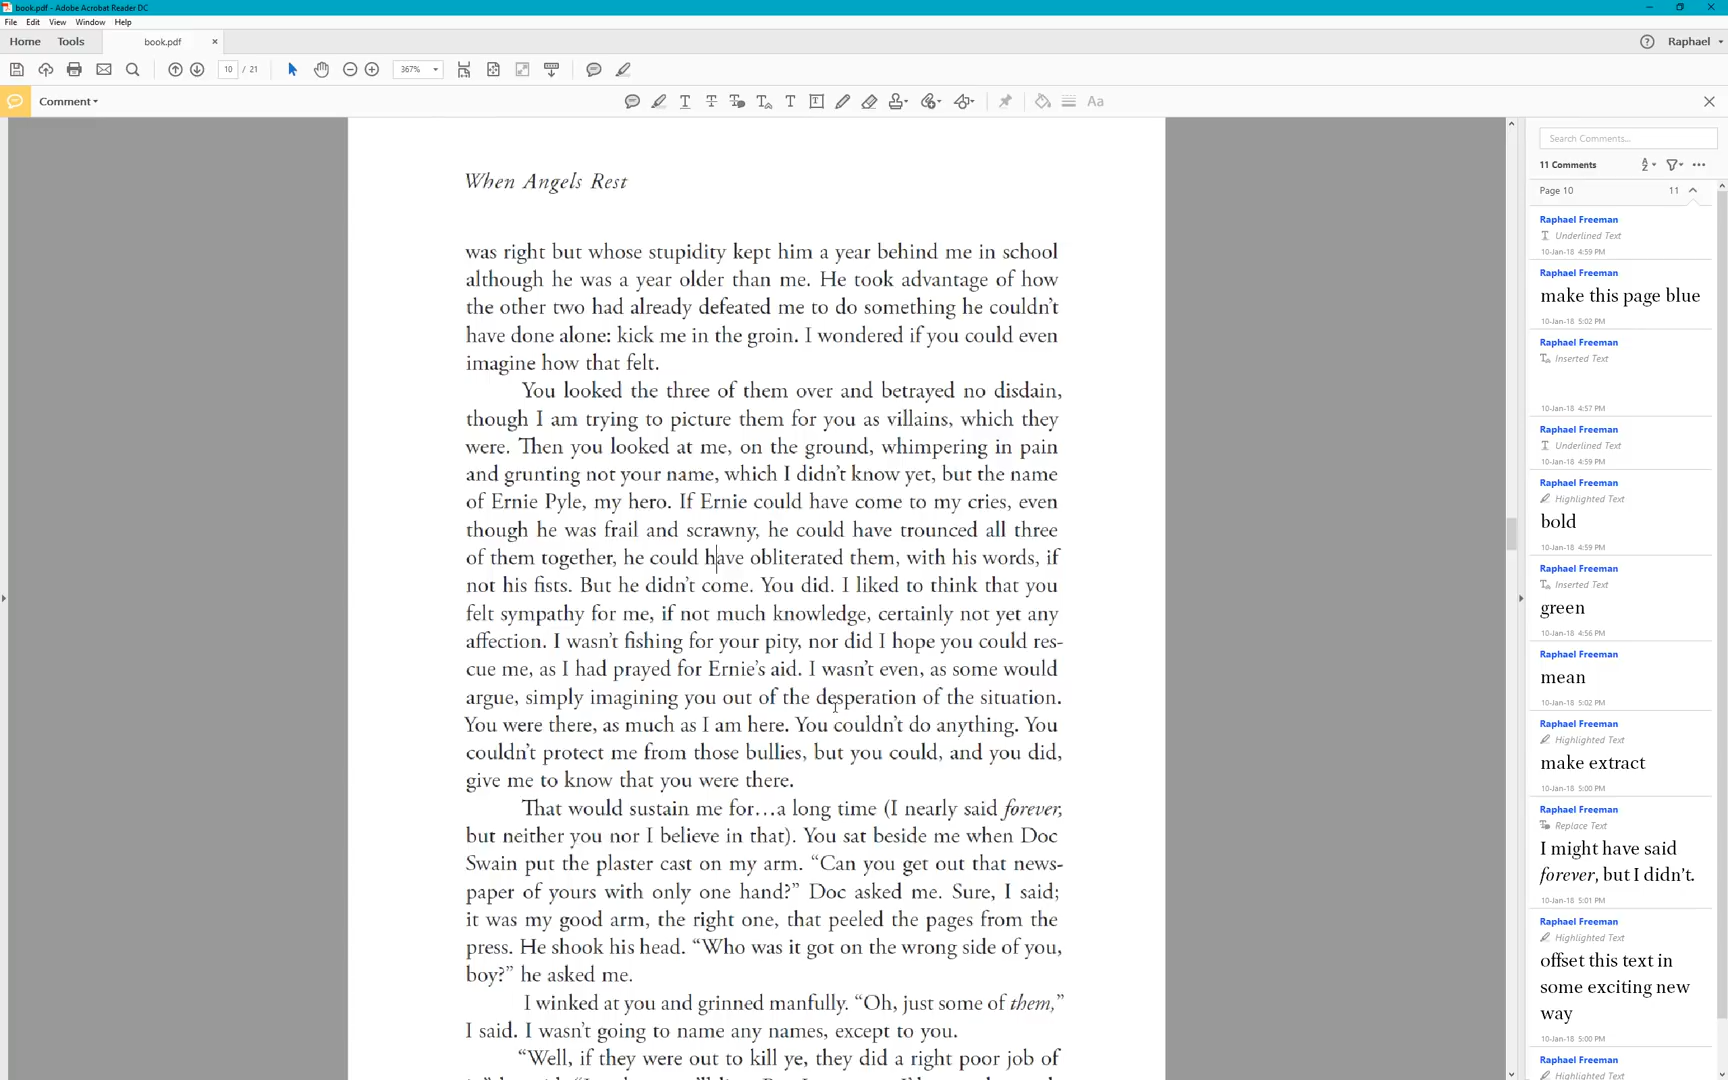 book.pdf - Adobe Acrobat Reader DC
File Edit View Window Help
Home Tools book.pdf × Raphael
10 / 21 367%
Comment
When Angels Rest
was right but whose stupidity kept him a year behind me in school
although he was a year older than me. He took advantage of how
the other two had already defeated me to do something he couldn’t
have done alone: kick me in the groin. I wondered if you could even
imagine how that felt.
You looked the three of them over and betrayed no disdain,
though I am trying to picture them for you as villains, which they
were. Then you looked at me, on the ground, whimpering in pain
and grunting not your name, which I didn’t know yet, but the name
of Ernie Pyle, my hero. If Ernie could have come to my cries, even
though he was frail and scrawny, he could have trounced all three
of them together, he could have obliterated them, with his words, if
not his fists. But he didn’t come. You did. I liked to think that you
felt sympathy for me, if not much knowledge, certainly not yet any
affection. I wasn’t fishing for your pity, nor did I hope you could res-
cue me, as I had prayed for Ernie’s aid. I wasn’t even, as some would
argue, simply imagining you out of the desperation of the situation.
You were there, as much as I am here. You couldn’t do anything. You
couldn’t protect me from those bullies, but you could, and you did,
give me to know that you were there.
That would sustain me for…a long time (I nearly said forever,
but neither you nor I believe in that). You sat beside me when Doc
Swain put the plaster cast on my arm. “Can you get out that news-
paper of yours with only one hand?” Doc asked me. Sure, I said;
it was my good arm, the right one, that peeled the pages from the
press. He shook his head. “Who was it got on the wrong side of you,
boy?” he asked me.
I winked at you and grinned manfully. “Oh, just some of them,”
I said. I wasn’t going to name any names, except to you.
“Well, if they were out to kill ye, they did a right poor job of
Search Comments...
11 Comments
Page 10 11
Raphael Freeman
Underlined Text
10-Jan-18 4:59 PM
Raphael Freeman
make this page blue
10-Jan-18 5:02 PM
Raphael Freeman
Inserted Text
10-Jan-18 4:57 PM
Raphael Freeman
Underlined Text
10-Jan-18 4:59 PM
Raphael Freeman
Highlighted Text
bold
10-Jan-18 4:59 PM
Raphael Freeman
Inserted Text
green
10-Jan-18 4:56 PM
Raphael Freeman
mean
10-Jan-18 5:02 PM
Raphael Freeman
Highlighted Text
make extract
10-Jan-18 5:00 PM
Raphael Freeman
Replace Text
I might have said
forever, but I didn’t.
10-Jan-18 5:01 PM
Raphael Freeman
Highlighted Text
offset this text in
some exciting new
way
10-Jan-18 5:00 PM
Raphael Freeman
Highlighted Text